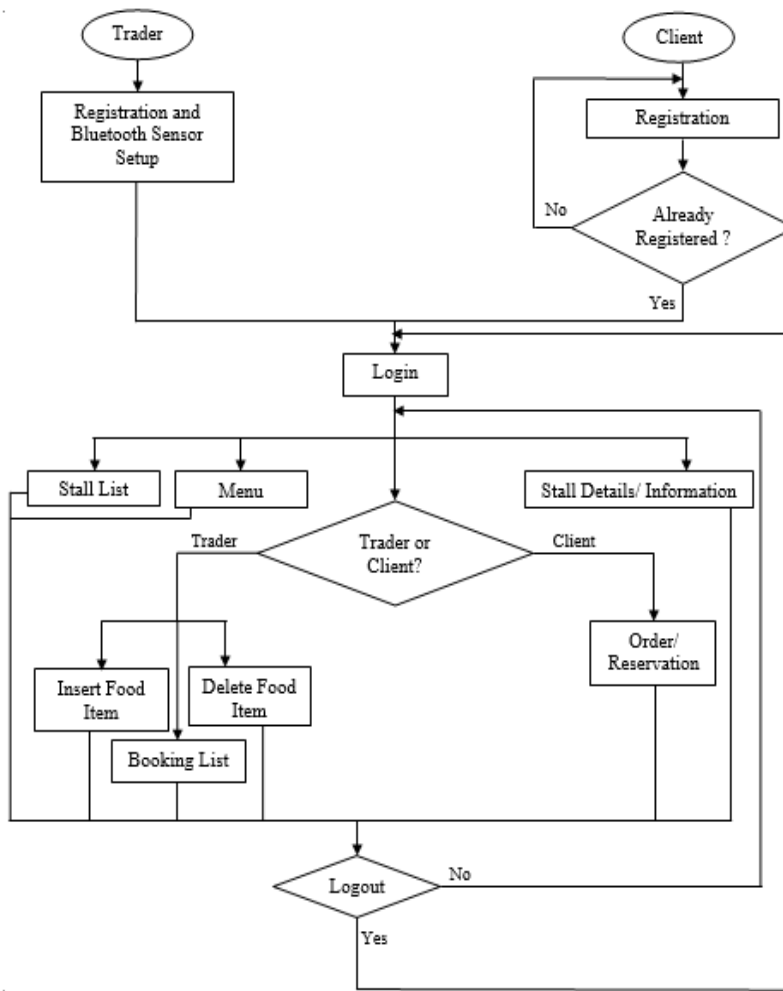 Trader
Client
Registration and
Bluetooth Sensor
Setup
Registration
No
Already
Registered ?
Yes
Login
Stall List
Menu
Stall Details/ Information
Trader
Trader or
Client?
Client
Insert Food
Item
Delete Food
Item
Order/
Reservation
Booking List
Logout
No
Yes